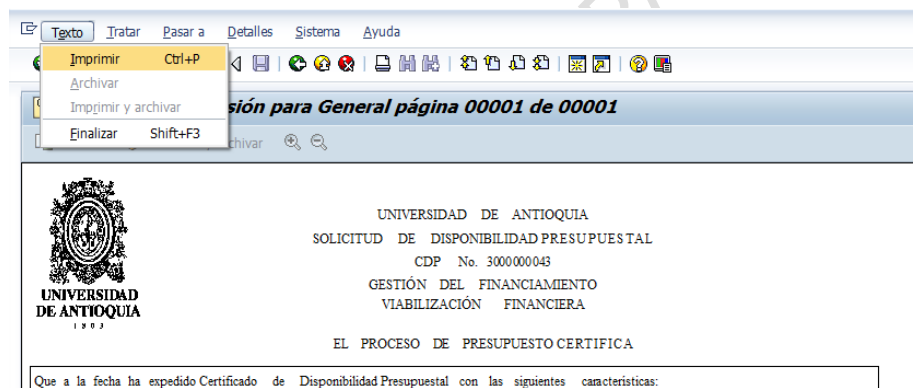 Texto Tratar Pasar a Detalles Sistema Ayuda
Imprimir Ctrl+P
Archivar
Imprimir y archivar
Finalizar Shift+F3
sión para General página 00001 de 00001
chivar
UNIVERSIDAD
DE ANTIOQUIA
1803
UNIVERSIDAD DE ANTIOQUIA
SOLICITUD DE DISPONIBILIDAD PRESUPUESTAL
CDP No. 3000000043
GESTIÓN DEL FINANCIAMIENTO
VIABILIZACIÓN FINANCIERA
EL PROCESO DE PRESUPUESTO CERTIFICA
Que a la fecha ha expedido Certificado de Disponibilidad Presupuestal con las siguientes características: